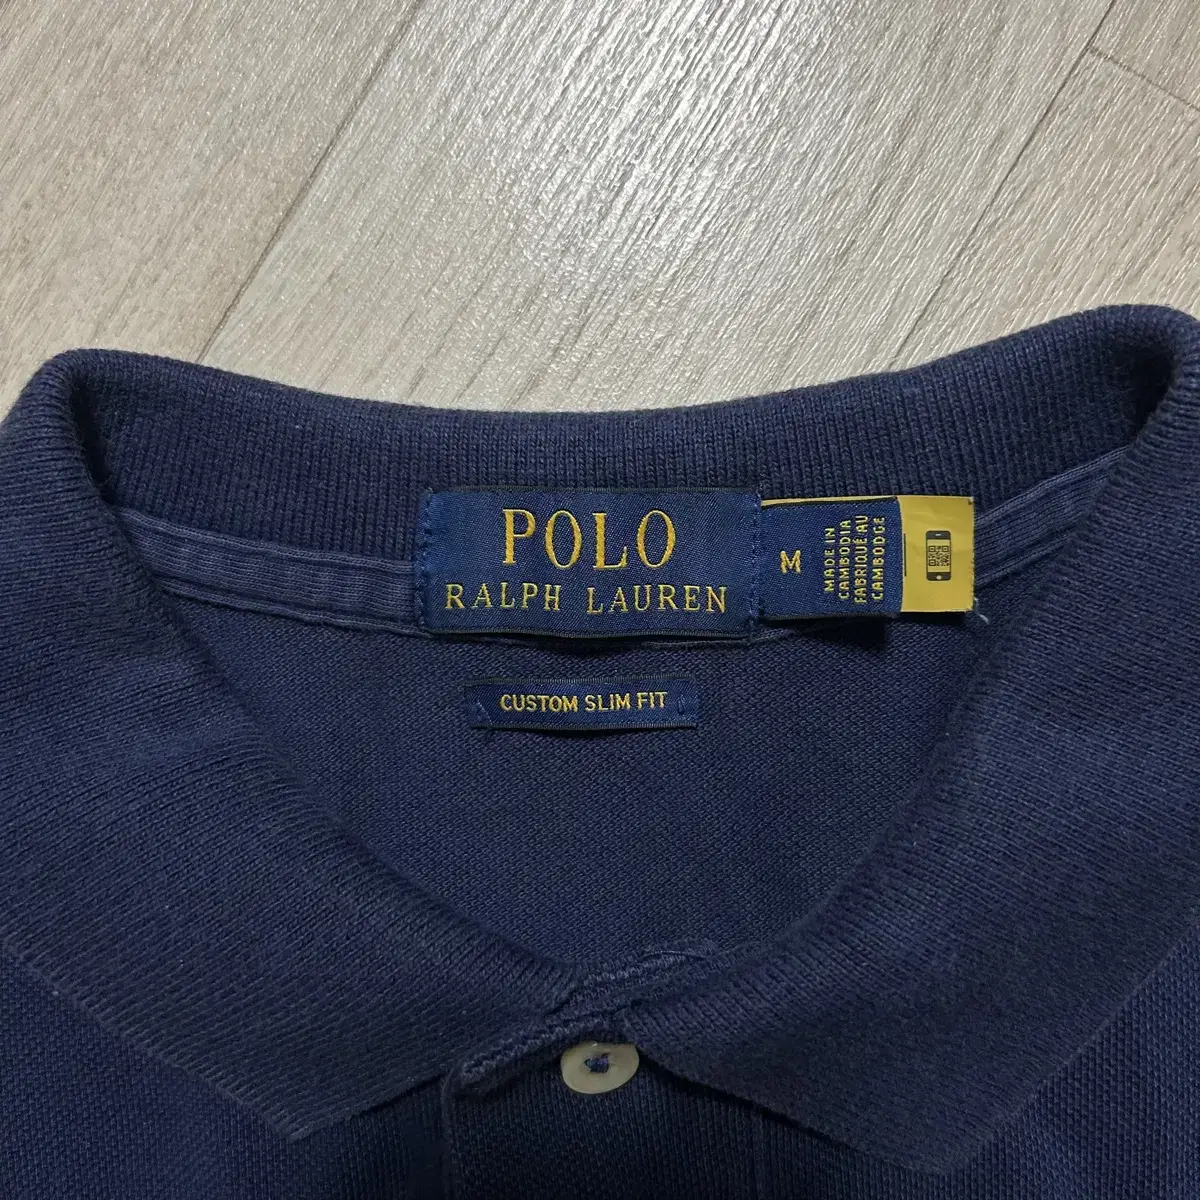 POLO
RALPH LAUREN
M
MADE IN
CAMBODIA
FABRIQUÉ AU
CAMBODGE
CUSTOM SLIM FIT